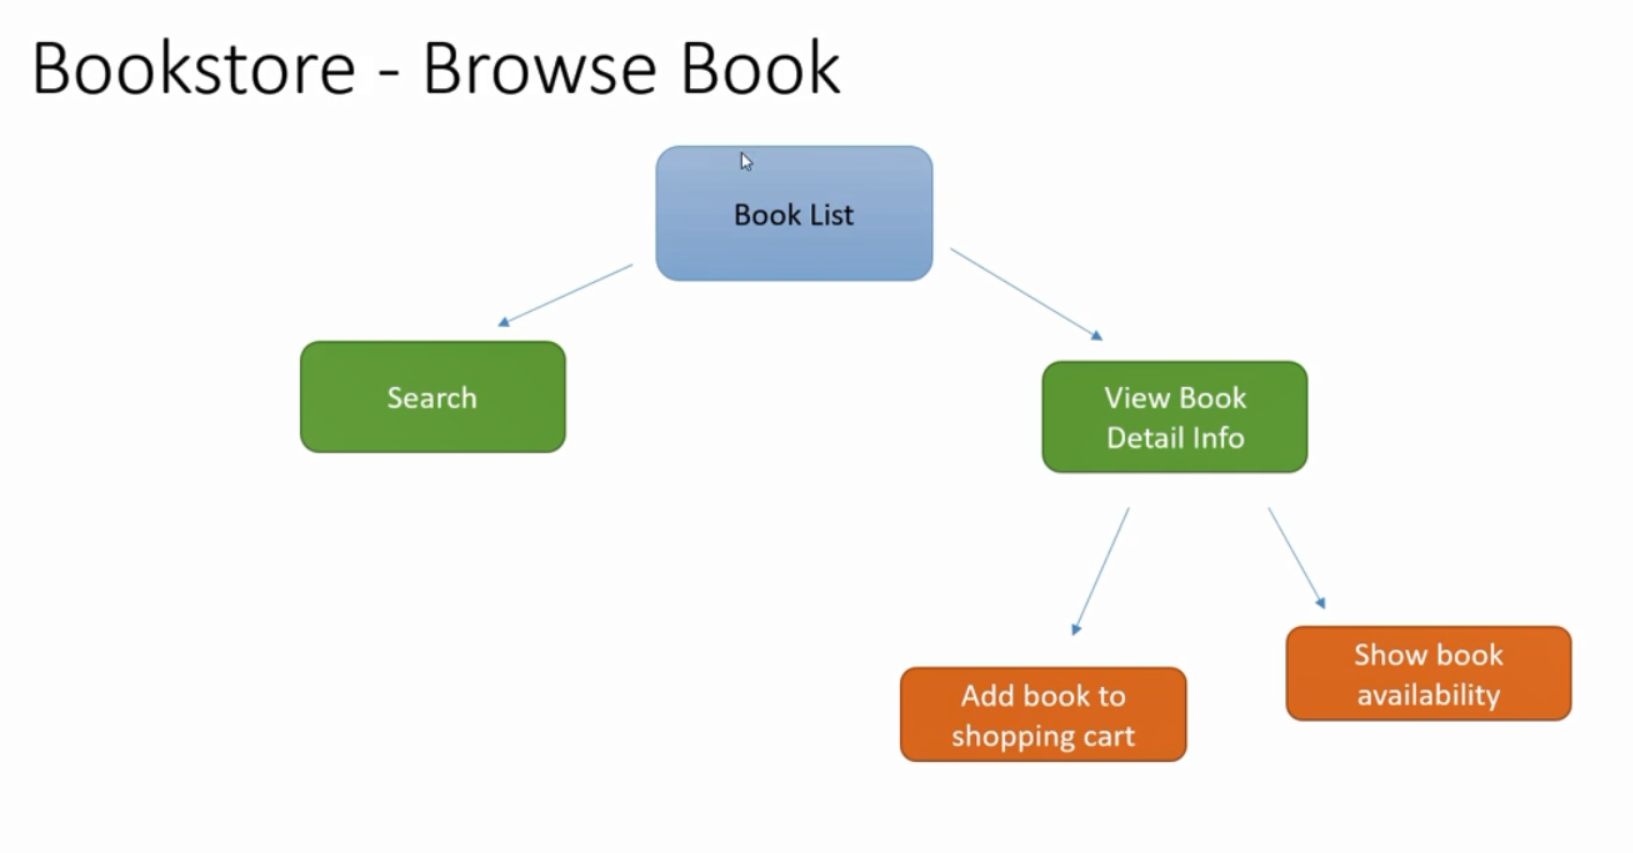 Bookstore - Browse Book
Book List
Search
View Book
Detail Info
Add book to
shopping cart
Show book
availability